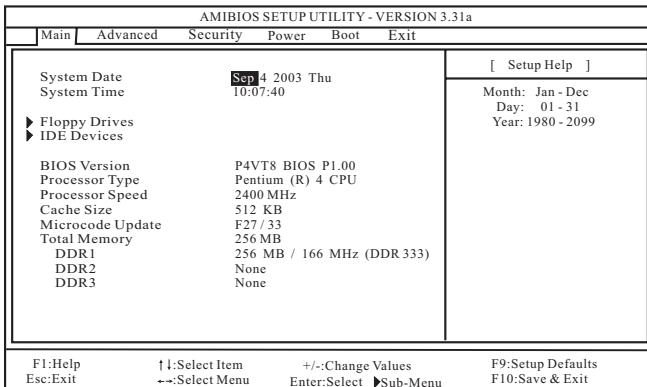 AMIBIOS SETUP UTILITY - VERSION 3.31a
Main Advanced Security Power Boot Exit
[ Setup Help ]
System Date Sep 4 2003 Thu
System Time 10:07:40
Month: Jan - Dec
Day: 01 - 31
Year: 1980 - 2099
Floppy Drives
IDE Devices
BIOS Version P4VT8 BIOS P1.00
Processor Type Pentium (R) 4 CPU
Processor Speed 2400 MHz
Cache Size 512 KB
Microcode Update F27 / 33
Total Memory 256 MB
DDR1 256 MB / 166 MHz (DDR 333)
DDR2 None
DDR3 None
F1:Help ↑↓:Select Item +/-:Change Values F9:Setup Defaults
Esc:Exit ←→:Select Menu Enter:Select ▶Sub-Menu F10:Save & Exit